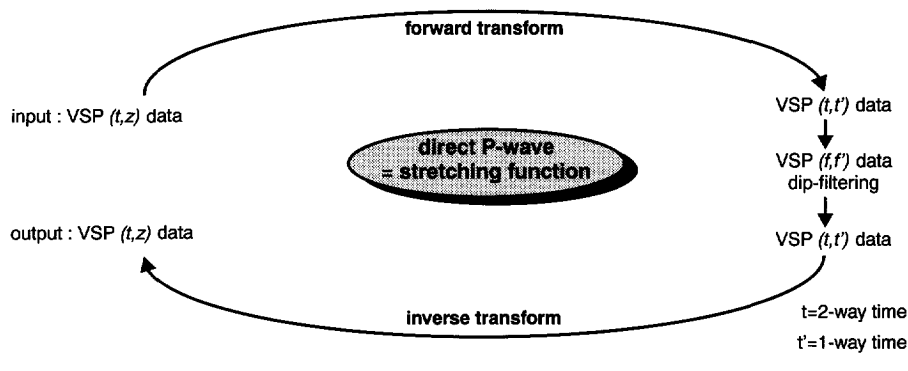 forward transform
input : VSP (t,z) data
VSP (t,t') data
direct P-wave
= stretching function
VSP (f,f') data
dip-filtering
output : VSP (t,z) data
VSP (t,t') data
inverse transform
t=2-way time
t'=1-way time